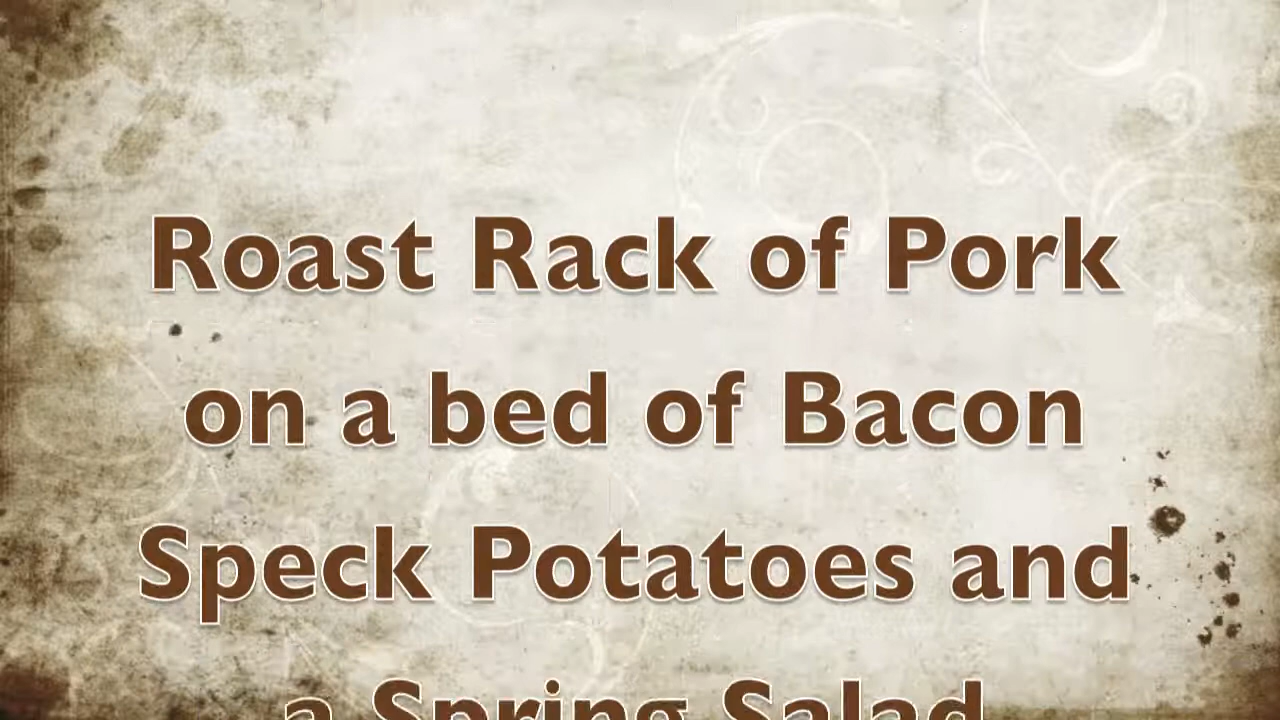 Roast Rack of Pork
on a bed of Bacon
Speck Potatoes and
a Spring Salad